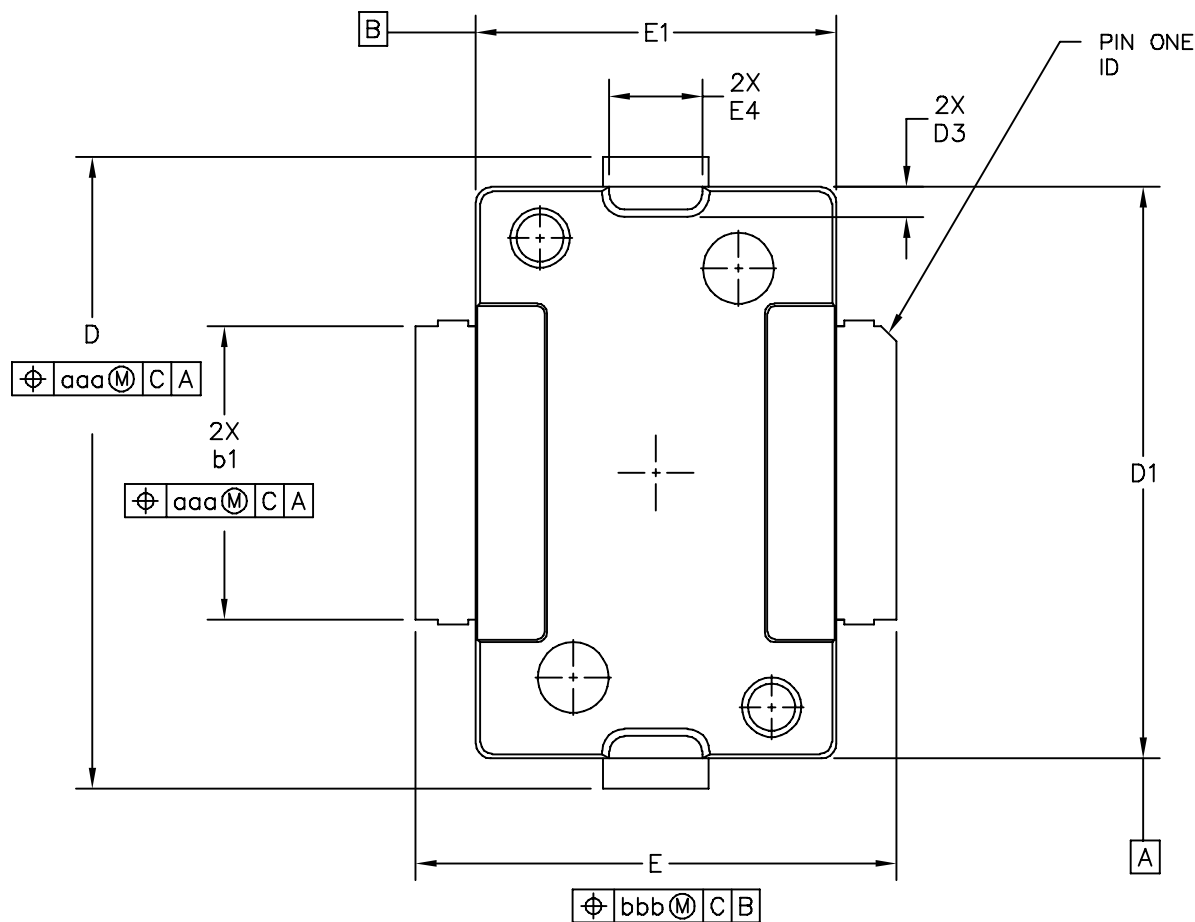 B
E1
PIN ONE
ID
2X
E4
2X
D3
D
⌖ aaa Ⓜ C A
2X
b1
⌖ aaa Ⓜ C A
D1
E
A
⌖ bbb Ⓜ C B